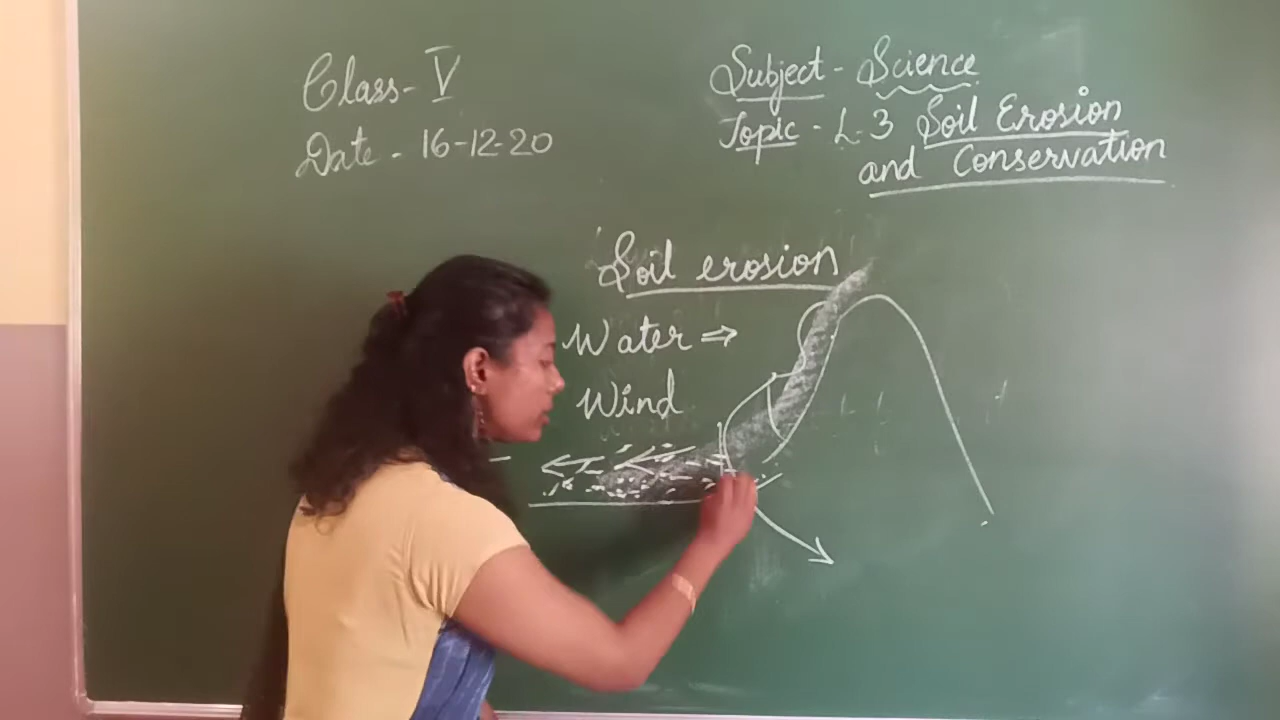 Class - V
Date - 16-12-20
Subject - Science
Topic - L-3 Soil Erosion
and Conservation
Soil erosion
Water ⇒
Wind